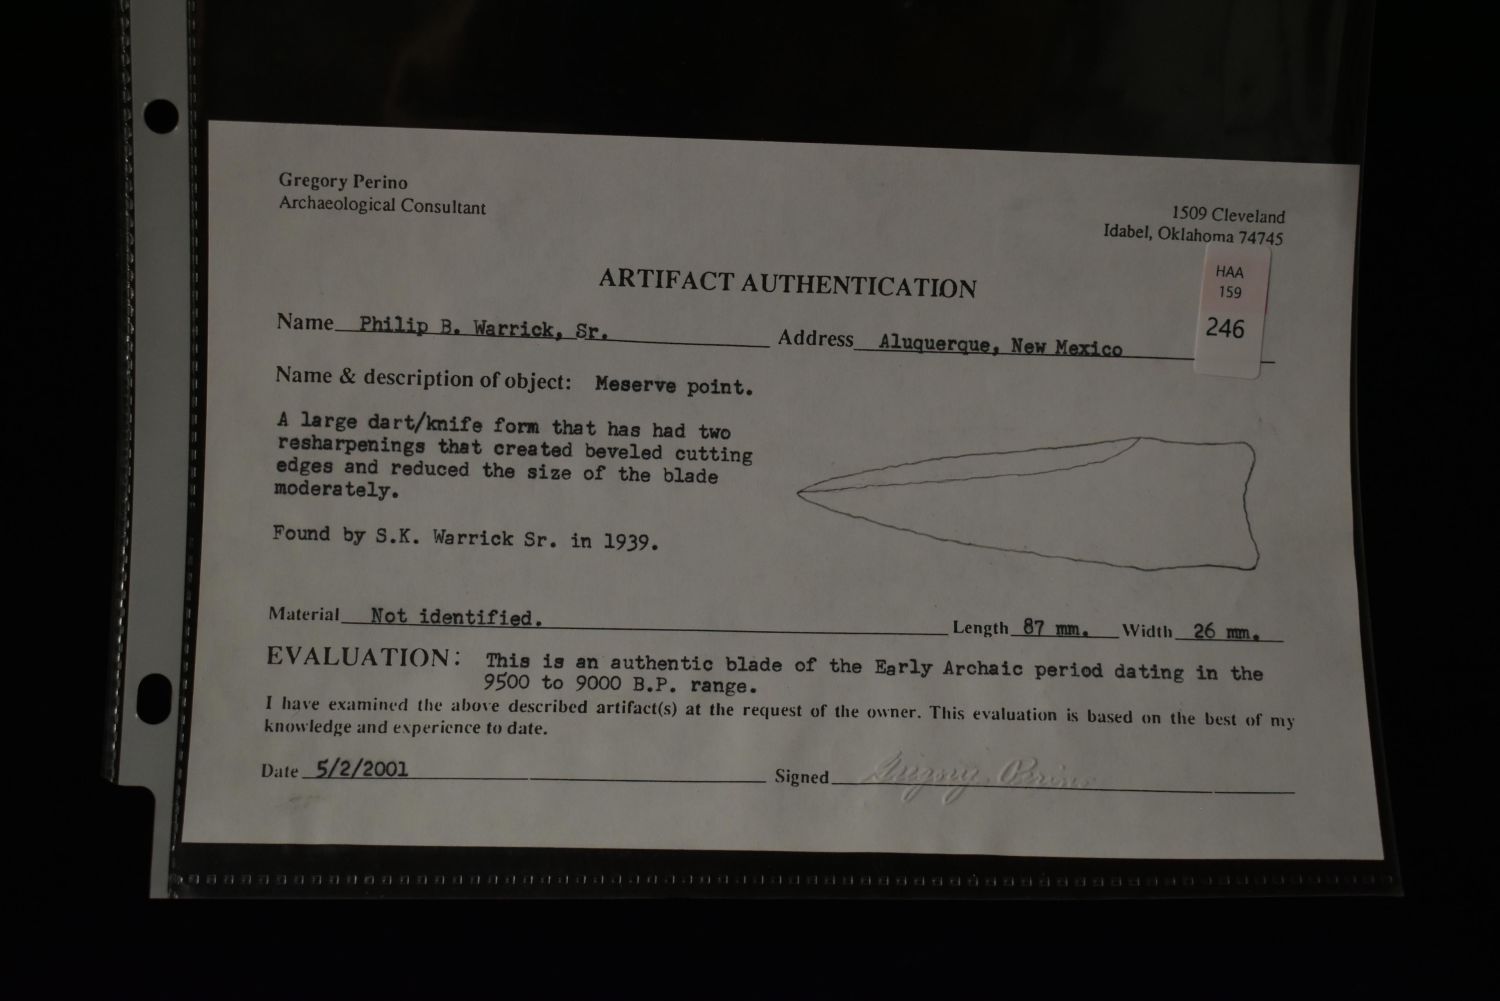 Gregory Perino
Archaeological Consultant
1509 Cleveland
Idabel, Oklahoma 74745
HAA
159
246
ARTIFACT AUTHENTICATION
Name Philip B. Warrick, Sr. Address Aluquerque, New Mexico
Name & description of object: Meserve point.
A large dart/knife form that has had two
resharpenings that created beveled cutting
edges and reduced the size of the blade
moderately.
Found by S.K. Warrick Sr. in 1939.
Material Not identified. Length 87 mm. Width 26 mm.
EVALUATION: This is an authentic blade of the Early Archaic period dating in the
9500 to 9000 B.P. range.
I have examined the above described artifact(s) at the request of the owner. This evaluation is based on the best of my
knowledge and experience to date.
Date 5/2/2001 Signed Gregory Perino